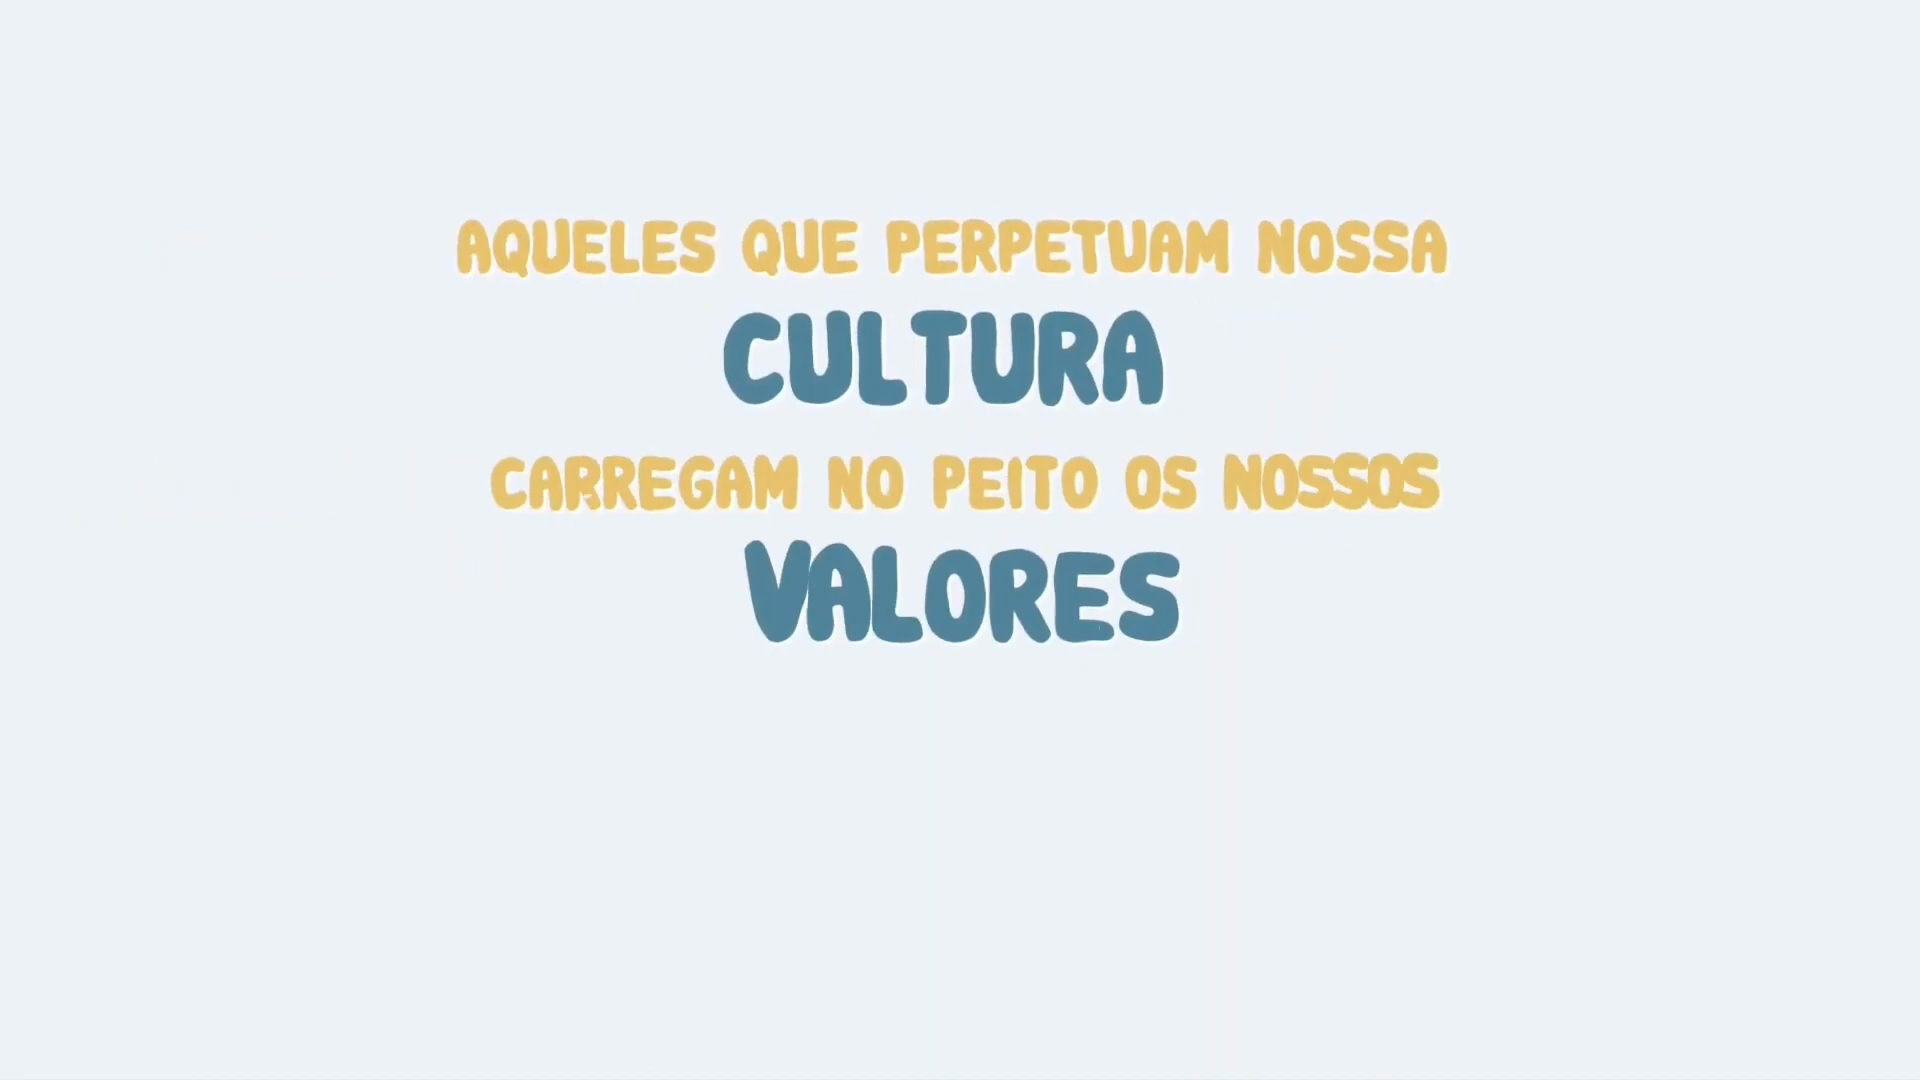 AQUELES QUE PERPETUAM NOSSA
CULTURA
CARREGAM NO PEITO OS NOSSOS
VALORES